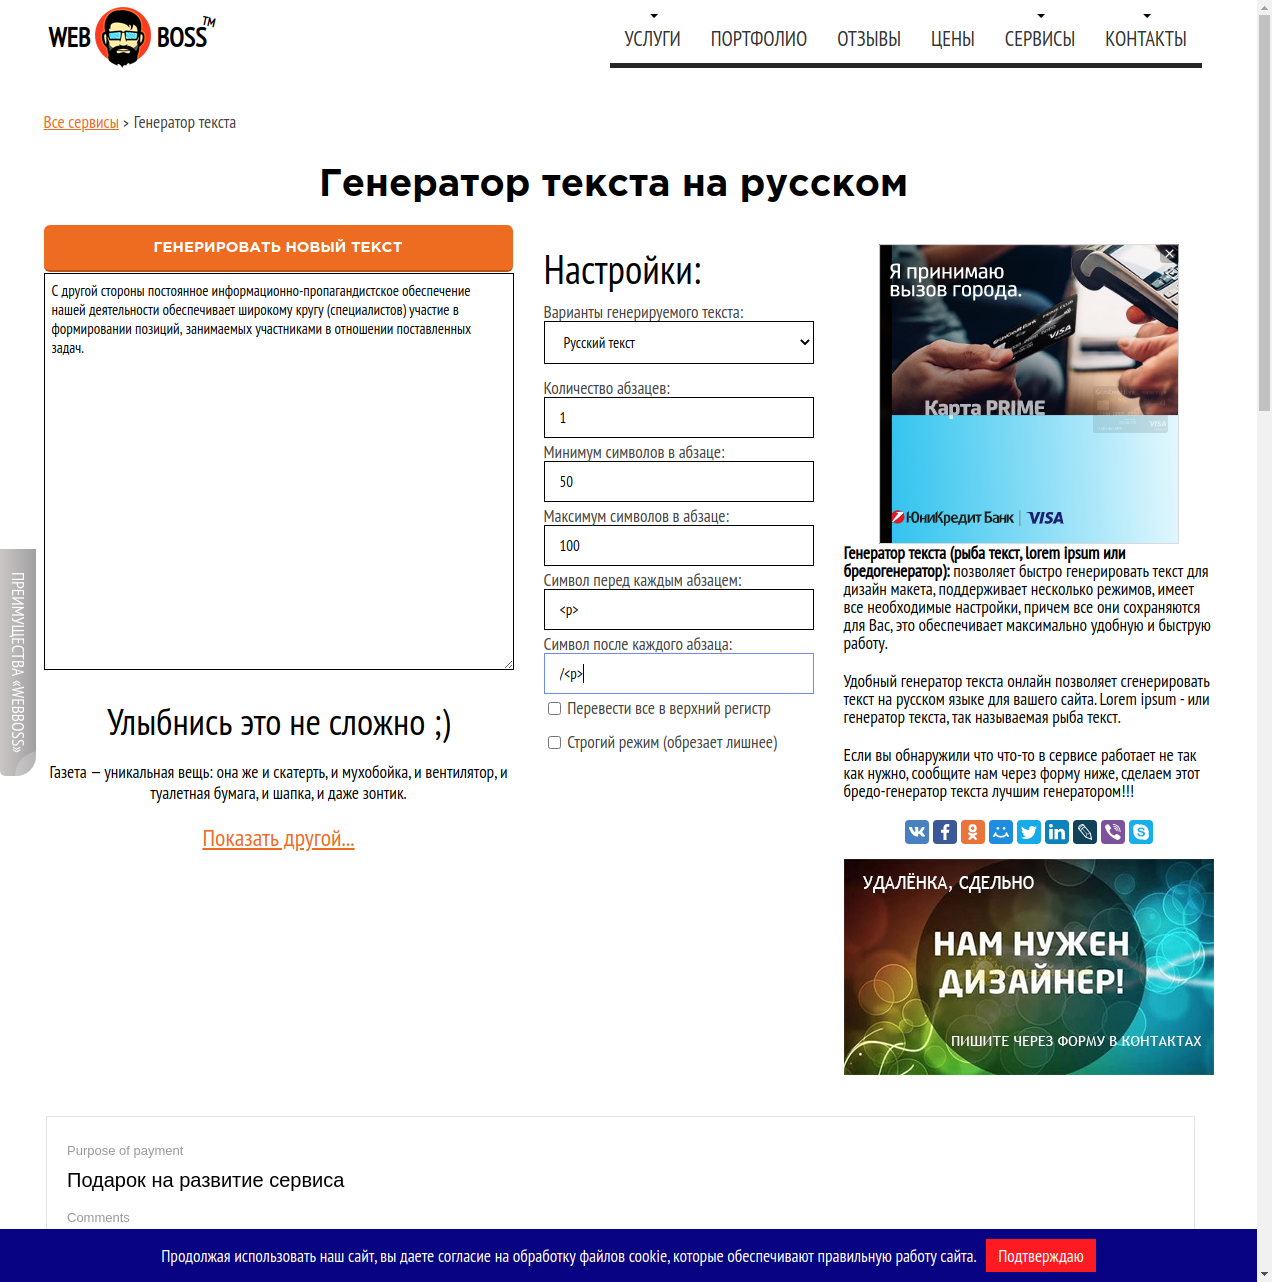 WEB BOSS™
УСЛУГИ ПОРТФОЛИО ОТЗЫВЫ ЦЕНЫ СЕРВИСЫ КОНТАКТЫ
Все сервисы > Генератор текста
Генератор текста на русском
ГЕНЕРИРОВАТЬ НОВЫЙ ТЕКСТ
С другой стороны постоянное информационно-пропагандистское обеспечение
нашей деятельности обеспечивает широкому кругу (специалистов) участие в
формировании позиций, занимаемых участниками в отношении поставленных
задач.
Улыбнись это не сложно ;)
Газета — уникальная вещь: она же и скатерть, и мухобойка, и вентилятор, и
туалетная бумага, и шапка, и даже зонтик.
Показать другой...
ПРЕИМУЩЕСТВА «WEBBOSS»
Настройки:
Варианты генерируемого текста:
Русский текст
Количество абзацев:
1
Минимум символов в абзаце:
50
Максимум символов в абзаце:
100
Символ перед каждым абзацем:
<p>
Символ после каждого абзаца:
/<p>
Перевести все в верхний регистр
Строгий режим (обрезает лишнее)
Я принимаю
вызов города.
VISA
Карта PRIME
VISA
ЮниКредит Банк | VISA
Генератор текста (рыба текст, lorem ipsum или
бредогенератор): позволяет быстро генерировать текст для
дизайн макета, поддерживает несколько режимов, имеет
все необходимые настройки, причем все они сохраняются
для Вас, это обеспечивает максимально удобную и быструю
работу.
Удобный генератор текста онлайн позволяет сгенерировать
текст на русском языке для вашего сайта. Lorem ipsum - или
генератор текста, так называемая рыба текст.
Если вы обнаружили что что-то в сервисе работает не так
как нужно, сообщите нам через форму ниже, сделаем этот
бредо-генератор текста лучшим генератором!!!
УДАЛЁНКА, СДЕЛЬНО
НАМ НУЖЕН
ДИЗАЙНЕР!
ПИШИТЕ ЧЕРЕЗ ФОРМУ В КОНТАКТАХ
Purpose of payment
Подарок на развитие сервиса
Comments
Продолжая использовать наш сайт, вы даете согласие на обработку файлов cookie, которые обеспечивают правильную работу сайта. Подтверждаю